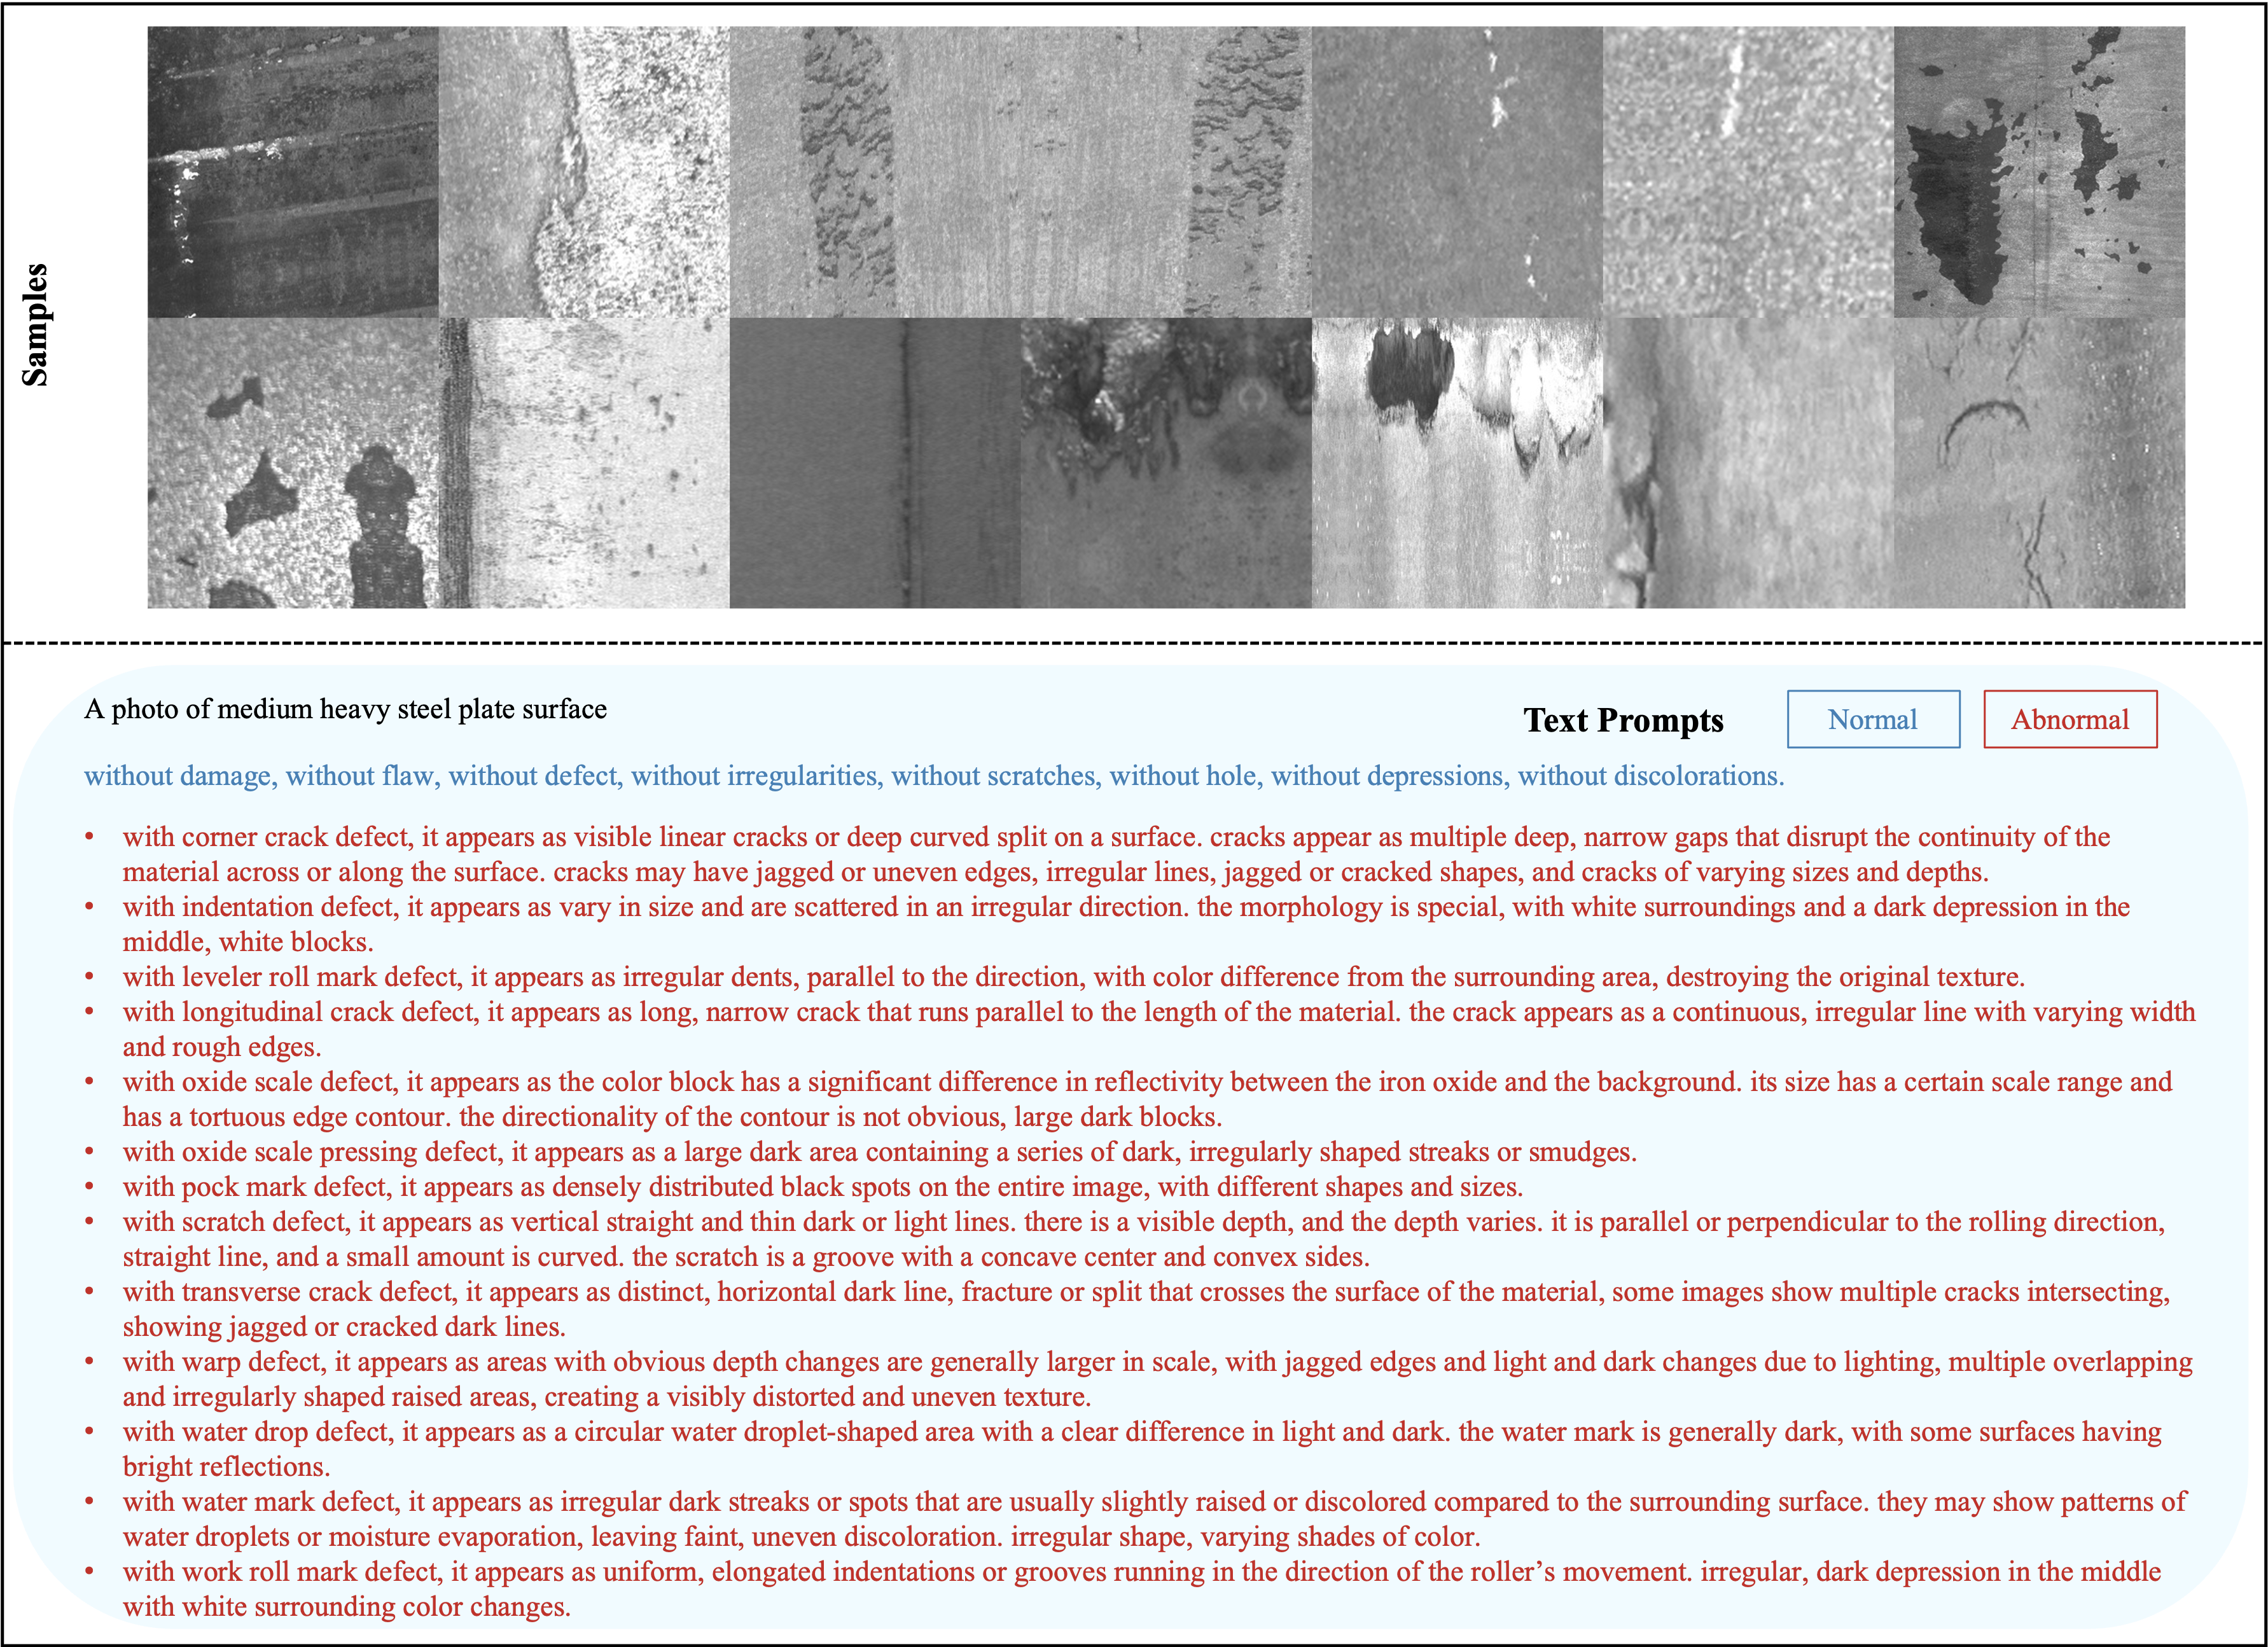 Samples
A photo of medium heavy steel plate surface
Text Prompts
Normal
Abnormal
without damage, without flaw, without defect, without irregularities, without scratches, without hole, without depressions, without discolorations.
• with corner crack defect, it appears as visible linear cracks or deep curved split on a surface. cracks appear as multiple deep, narrow gaps that disrupt the continuity of the
material across or along the surface. cracks may have jagged or uneven edges, irregular lines, jagged or cracked shapes, and cracks of varying sizes and depths.
• with indentation defect, it appears as vary in size and are scattered in an irregular direction. the morphology is special, with white surroundings and a dark depression in the
middle, white blocks.
• with leveler roll mark defect, it appears as irregular dents, parallel to the direction, with color difference from the surrounding area, destroying the original texture.
• with longitudinal crack defect, it appears as long, narrow crack that runs parallel to the length of the material. the crack appears as a continuous, irregular line with varying width
and rough edges.
• with oxide scale defect, it appears as the color block has a significant difference in reflectivity between the iron oxide and the background. its size has a certain scale range and
has a tortuous edge contour. the directionality of the contour is not obvious, large dark blocks.
• with oxide scale pressing defect, it appears as a large dark area containing a series of dark, irregularly shaped streaks or smudges.
• with pock mark defect, it appears as densely distributed black spots on the entire image, with different shapes and sizes.
• with scratch defect, it appears as vertical straight and thin dark or light lines. there is a visible depth, and the depth varies. it is parallel or perpendicular to the rolling direction,
straight line, and a small amount is curved. the scratch is a groove with a concave center and convex sides.
• with transverse crack defect, it appears as distinct, horizontal dark line, fracture or split that crosses the surface of the material, some images show multiple cracks intersecting,
showing jagged or cracked dark lines.
• with warp defect, it appears as areas with obvious depth changes are generally larger in scale, with jagged edges and light and dark changes due to lighting, multiple overlapping
and irregularly shaped raised areas, creating a visibly distorted and uneven texture.
• with water drop defect, it appears as a circular water droplet-shaped area with a clear difference in light and dark. the water mark is generally dark, with some surfaces having
bright reflections.
• with water mark defect, it appears as irregular dark streaks or spots that are usually slightly raised or discolored compared to the surrounding surface. they may show patterns of
water droplets or moisture evaporation, leaving faint, uneven discoloration. irregular shape, varying shades of color.
• with work roll mark defect, it appears as uniform, elongated indentations or grooves running in the direction of the roller’s movement. irregular, dark depression in the middle
with white surrounding color changes.